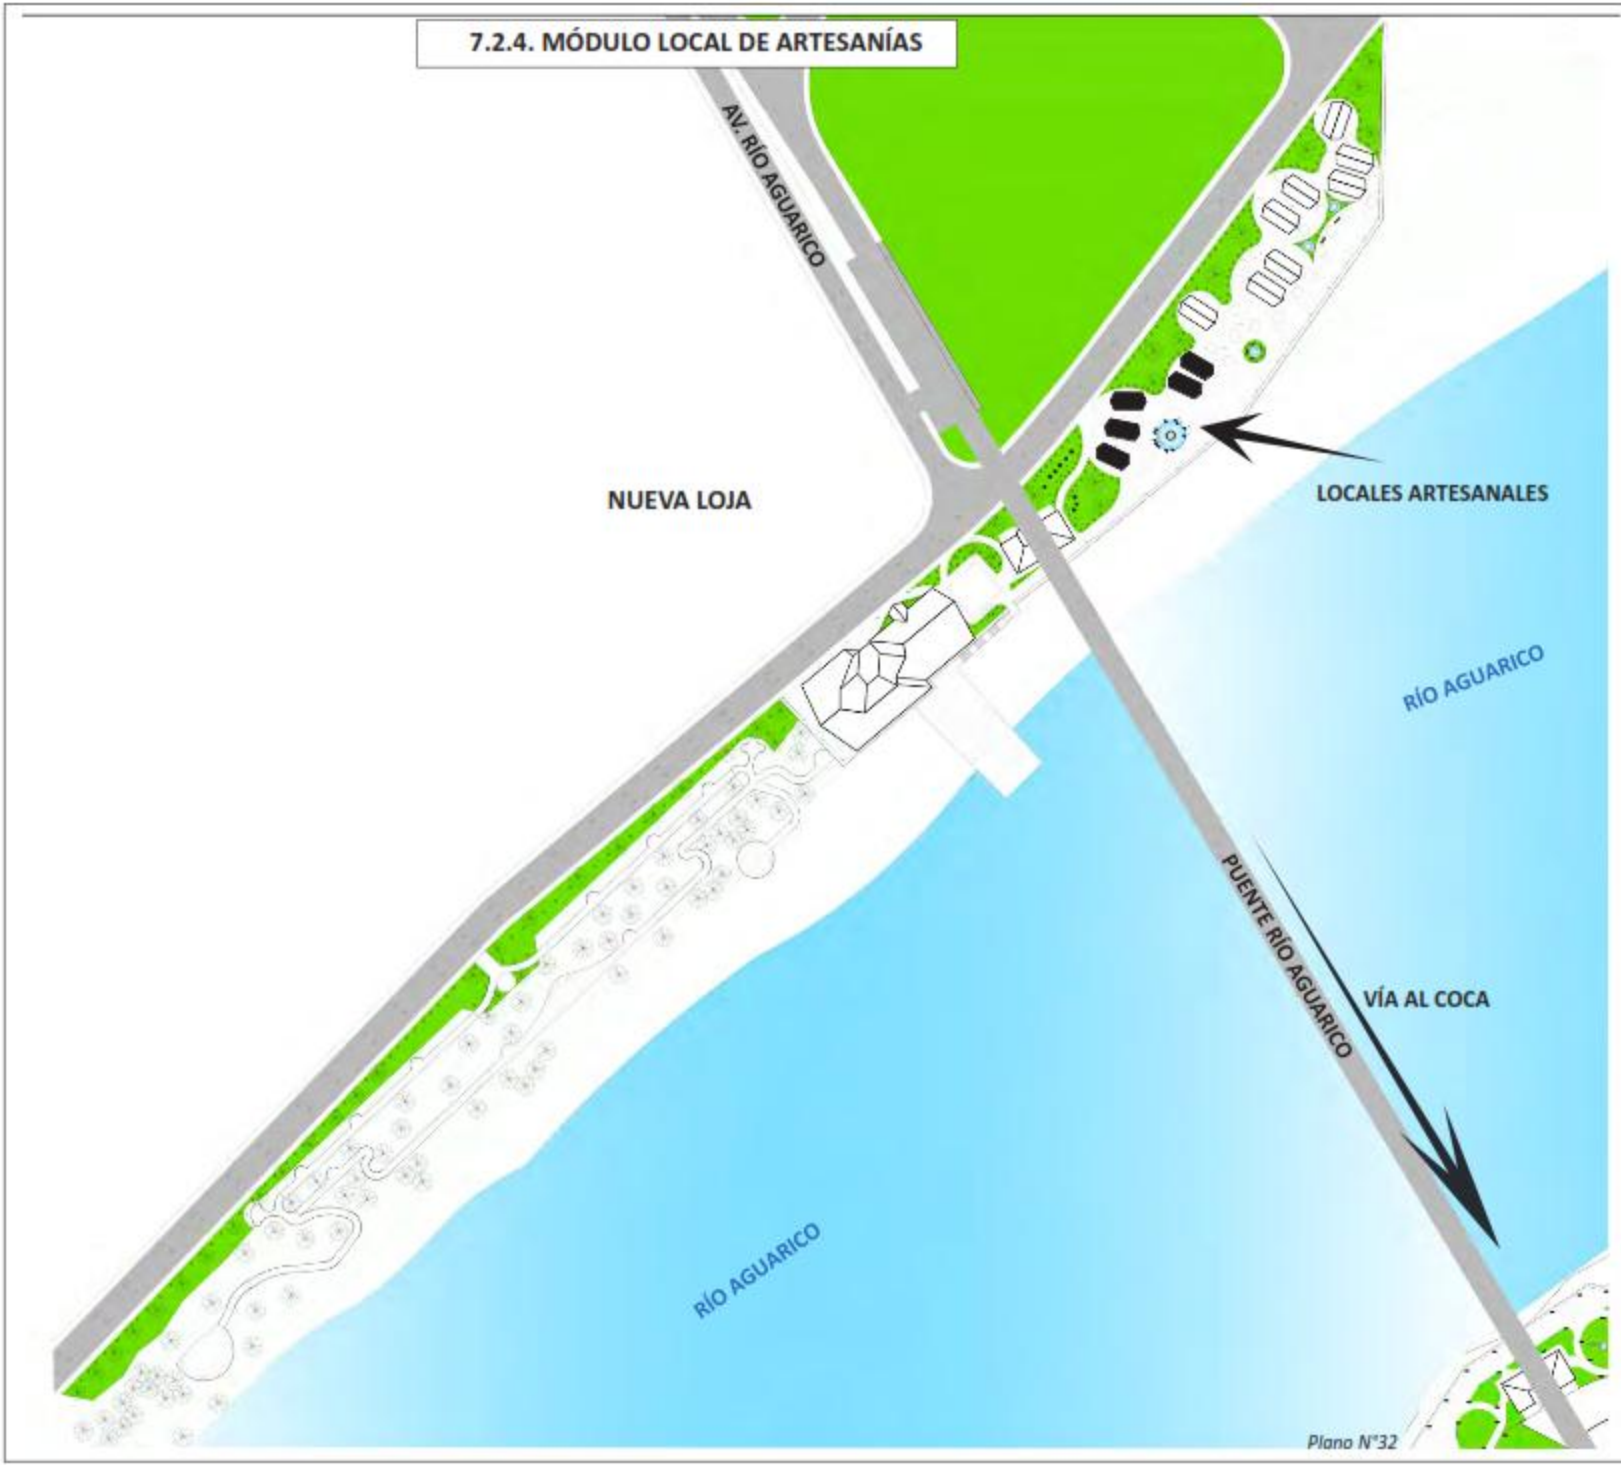 7.2.4. MÓDULO LOCAL DE ARTESANÍAS
AV. RÍO AGUARICO
NUEVA LOJA
LOCALES ARTESANALES
RÍO AGUARICO
PUENTE RÍO AGUARICO
VÍA AL COCA
RÍO AGUARICO
Plano N°32